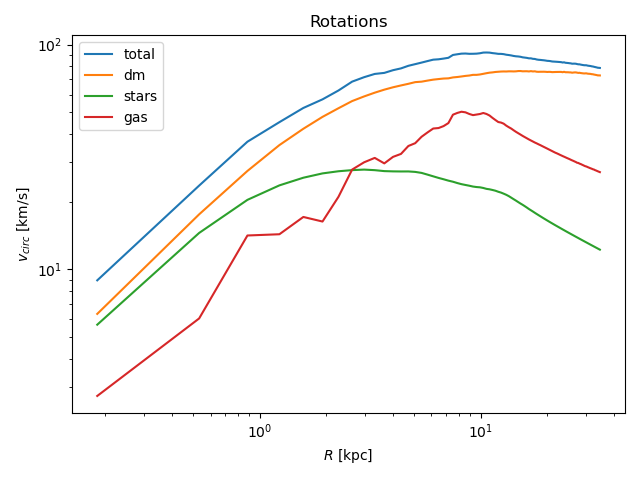 Rotations
total
dm
stars
gas
10²
10¹
v_circ [km/s]
10⁰
10¹
R [kpc]